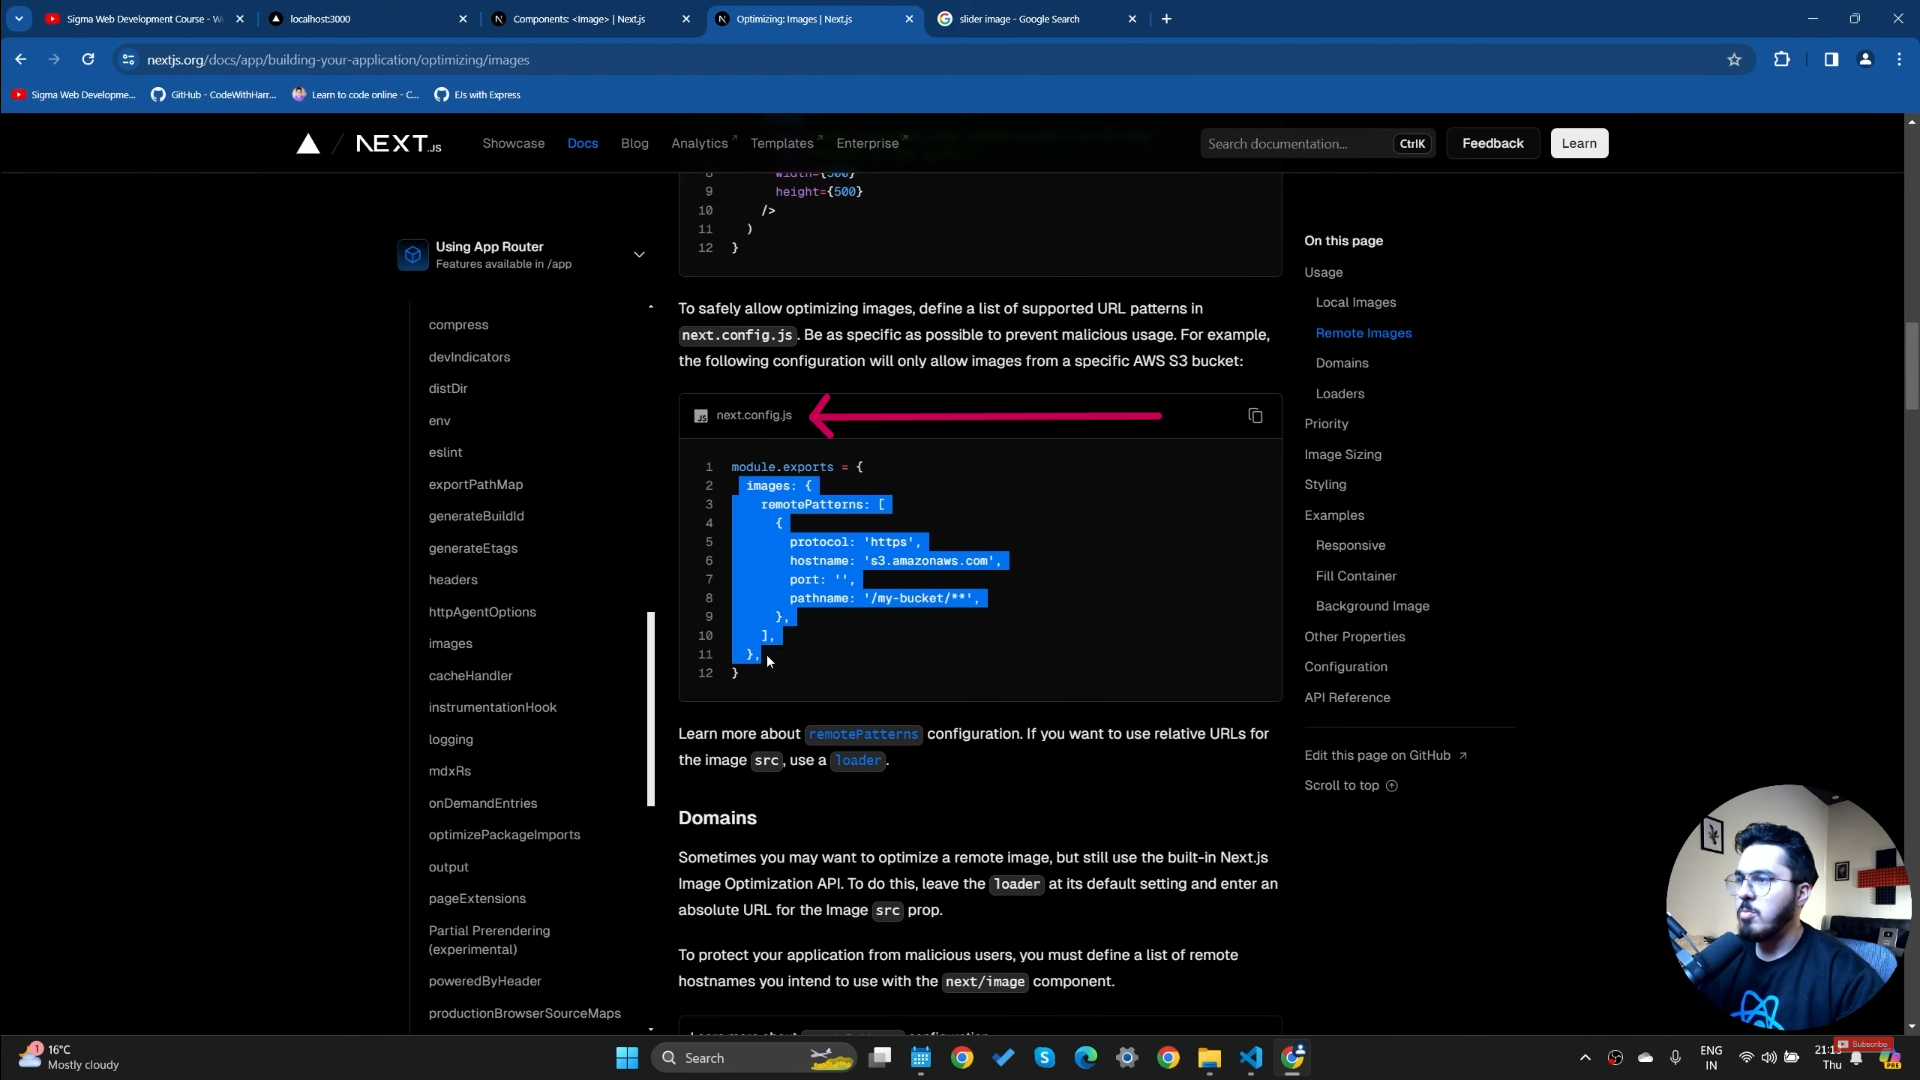 Sigma Web Development Course - W
localhost:3000
Components: <Image> | Next.js
Optimizing: Images | Next.js
slider image - Google Search
nextjs.org/docs/app/building-your-application/optimizing/images
Sigma Web Developme...
GitHub - CodeWithHarr...
Learn to code online - C...
EJs with Express
NEXT.JS
Showcase
Docs
Blog
Analytics
Templates
Enterprise
Search documentation...
CtrlK
Feedback
Learn
Using App Router
Features available in /app
compress
devIndicators
distDir
env
eslint
exportPathMap
generateBuildId
generateEtags
headers
httpAgentOptions
images
cacheHandler
instrumentationHook
logging
mdxRs
onDemandEntries
optimizePackageImports
output
pageExtensions
Partial Prerendering
(experimental)
poweredByHeader
productionBrowserSourceMaps
8 width={500}
9 height={500}
10 />
11 )
12 }
To safely allow optimizing images, define a list of supported URL patterns in
next.config.js. Be as specific as possible to prevent malicious usage. For example,
the following configuration will only allow images from a specific AWS S3 bucket:
JS next.config.js
1 module.exports = {
2 images: {
3 remotePatterns: [
4 {
5 protocol: 'https',
6 hostname: 's3.amazonaws.com',
7 port: '',
8 pathname: '/my-bucket/**',
9 },
10 ],
11 },
12 }
Learn more about remotePatterns configuration. If you want to use relative URLs for
the image src, use a loader.
Domains
Sometimes you may want to optimize a remote image, but still use the built-in Next.js
Image Optimization API. To do this, leave the loader at its default setting and enter an
absolute URL for the Image src prop.
To protect your application from malicious users, you must define a list of remote
hostnames you intend to use with the next/image component.
On this page
Usage
Local Images
Remote Images
Domains
Loaders
Priority
Image Sizing
Styling
Examples
Responsive
Fill Container
Background Image
Other Properties
Configuration
API Reference
Edit this page on GitHub
Scroll to top
1
16°C
Mostly cloudy
Search
ENG
IN
Thu
Subscribe
PRE